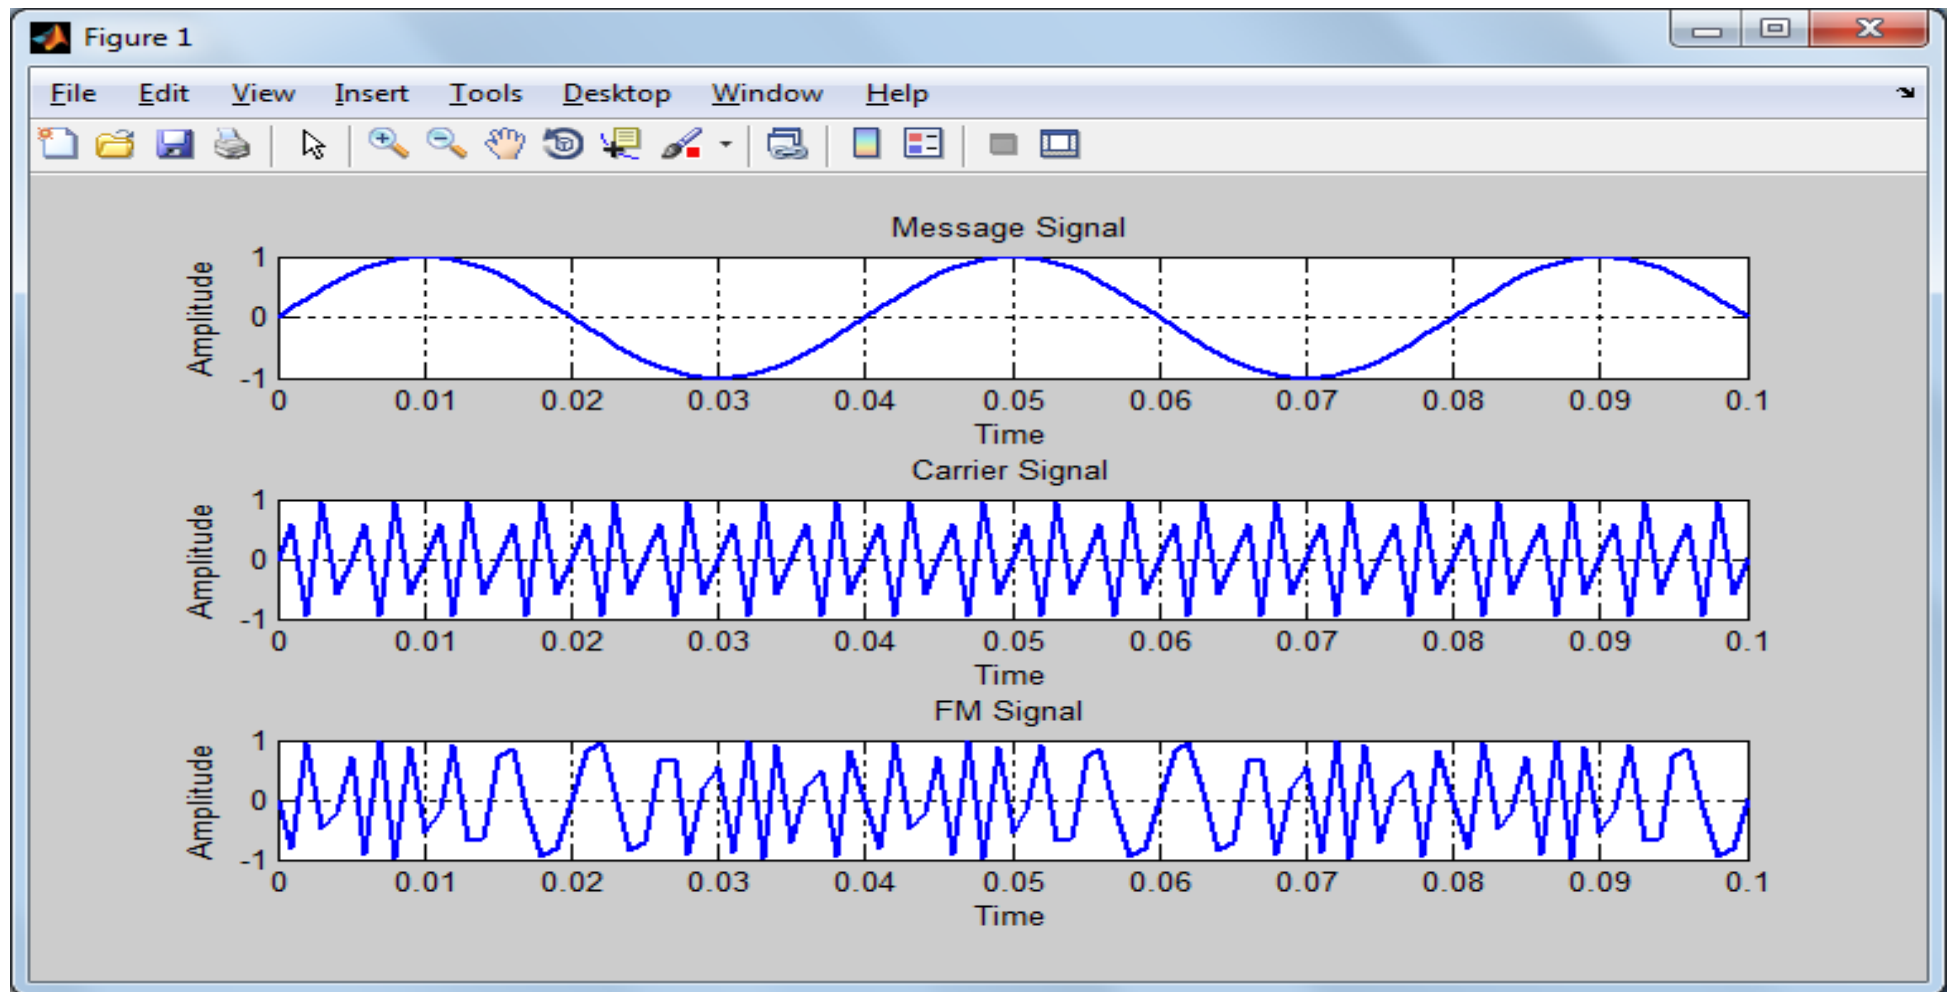 Figure 1
File Edit View Insert Tools Desktop Window Help
Message Signal
Amplitude
1
0
-1
0 0.01 0.02 0.03 0.04 0.05 0.06 0.07 0.08 0.09 0.1
Time
Carrier Signal
Amplitude
1
0
-1
0 0.01 0.02 0.03 0.04 0.05 0.06 0.07 0.08 0.09 0.1
Time
FM Signal
Amplitude
1
0
-1
0 0.01 0.02 0.03 0.04 0.05 0.06 0.07 0.08 0.09 0.1
Time